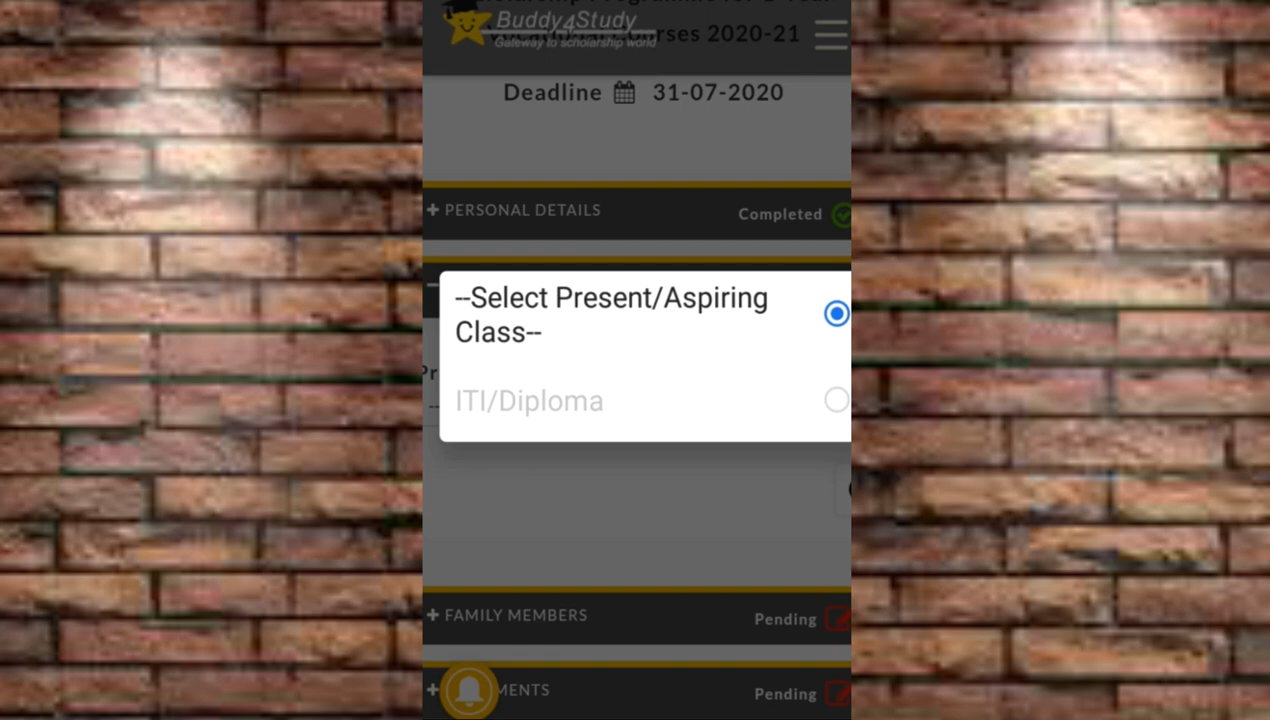 Buddy4Study
Gateway to scholarship world
rses 2020-21
Deadline 31-07-2020
+ PERSONAL DETAILS
Completed
--Select Present/Aspiring
Class--
ITI/Diploma
+ FAMILY MEMBERS
Pending
+ MENTS
Pending